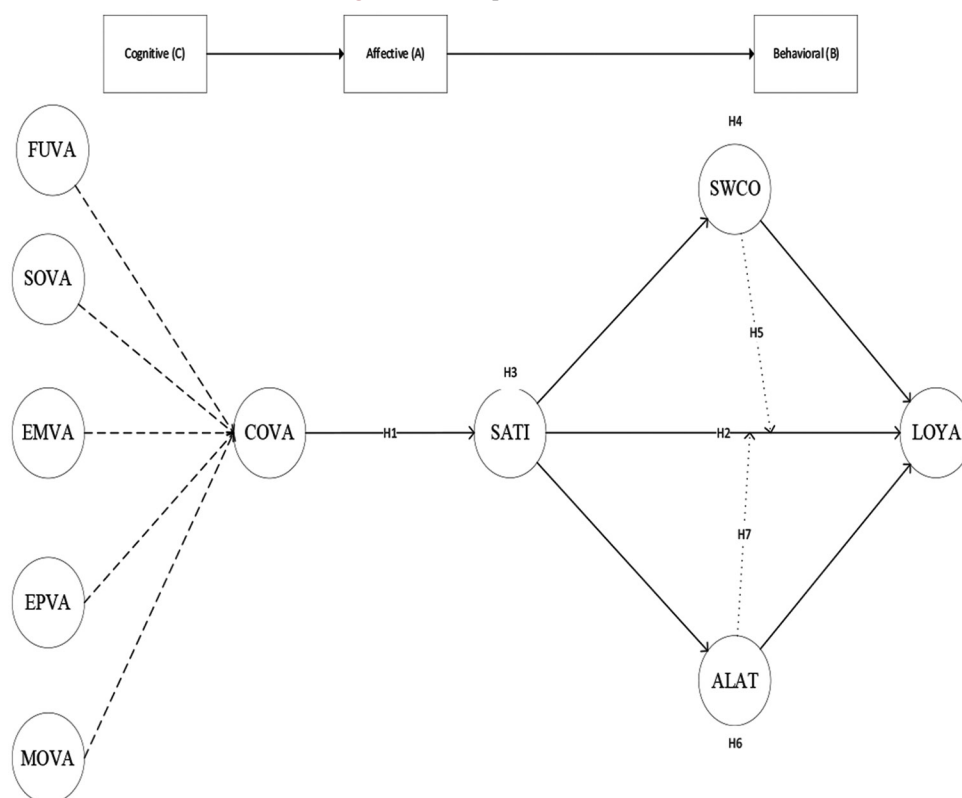 Cognitive (C)
Affective (A)
Behavioral (B)
H4
FUVA
SWCO
SOVA
H5
H3
EMVA
COVA
H1
SATI
H2
LOYA
H7
EPVA
ALAT
H6
MOVA